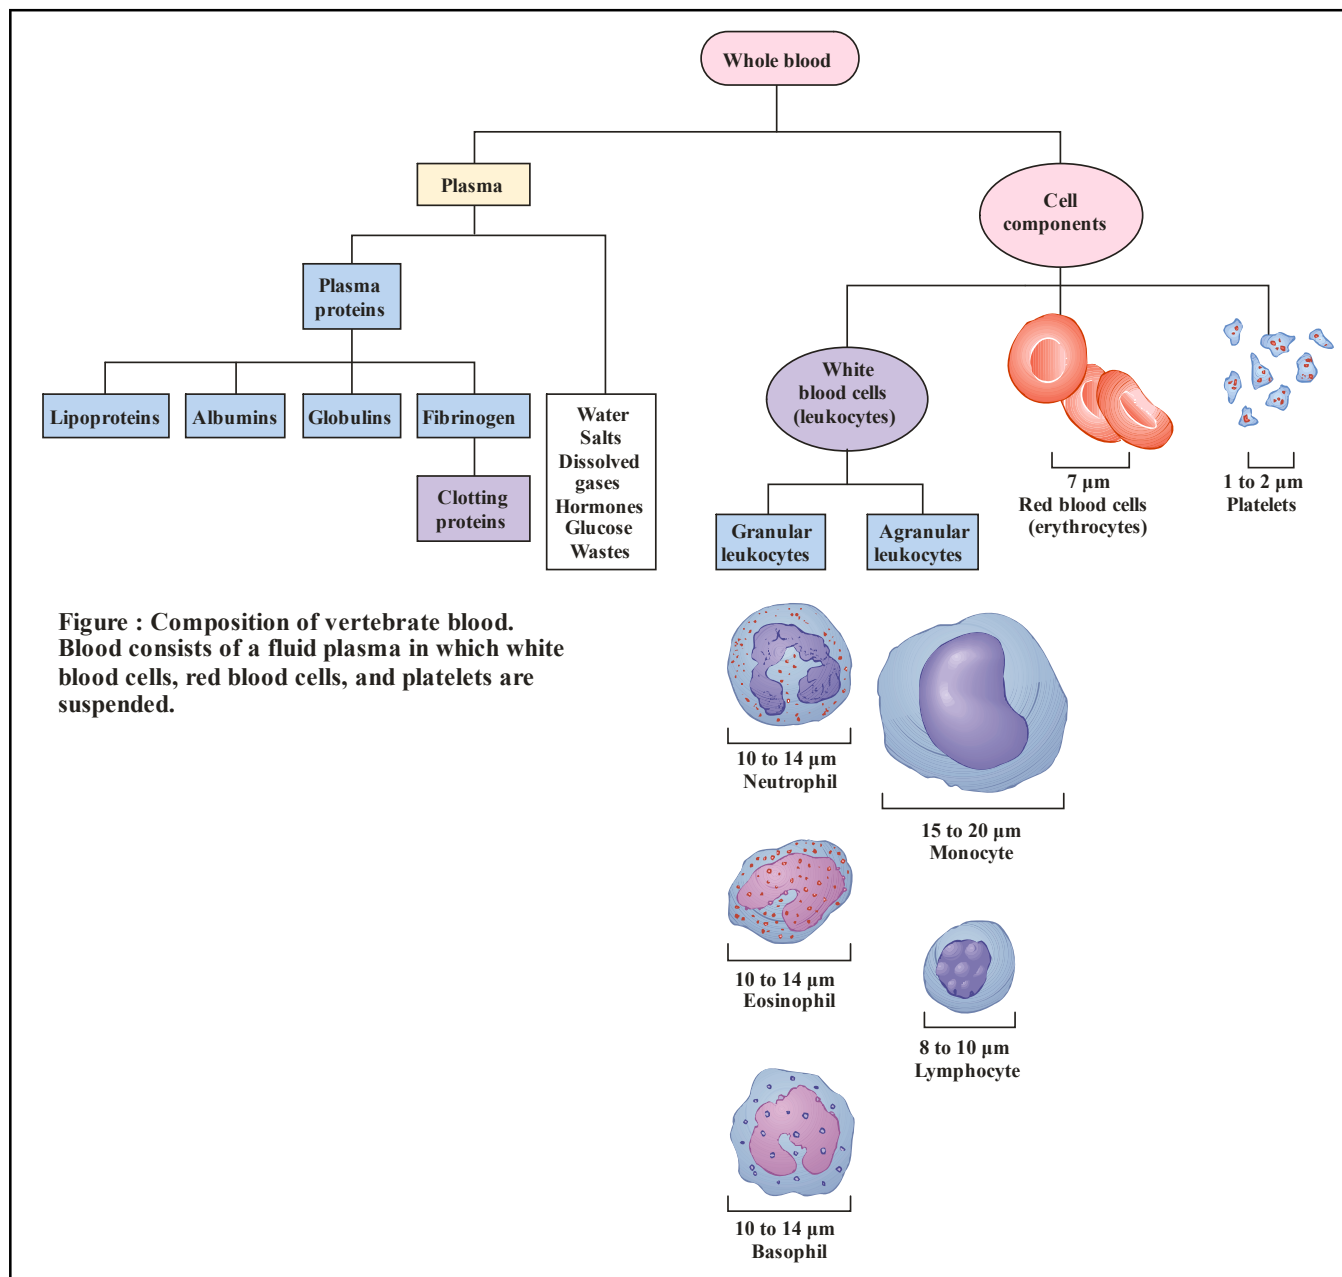 Whole blood
Plasma
Cell
components
Plasma
proteins
Lipoproteins
Albumins
Globulins
Fibrinogen
Clotting
proteins
Water
Salts
Dissolved
gases
Hormones
Glucose
Wastes
White
blood cells
(leukocytes)
7 µm
Red blood cells
(erythrocytes)
1 to 2 µm
Platelets
Granular
leukocytes
Agranular
leukocytes
Figure : Composition of vertebrate blood.
Blood consists of a fluid plasma in which white
blood cells, red blood cells, and platelets are
suspended.
10 to 14 µm
Neutrophil
15 to 20 µm
Monocyte
10 to 14 µm
Eosinophil
8 to 10 µm
Lymphocyte
10 to 14 µm
Basophil